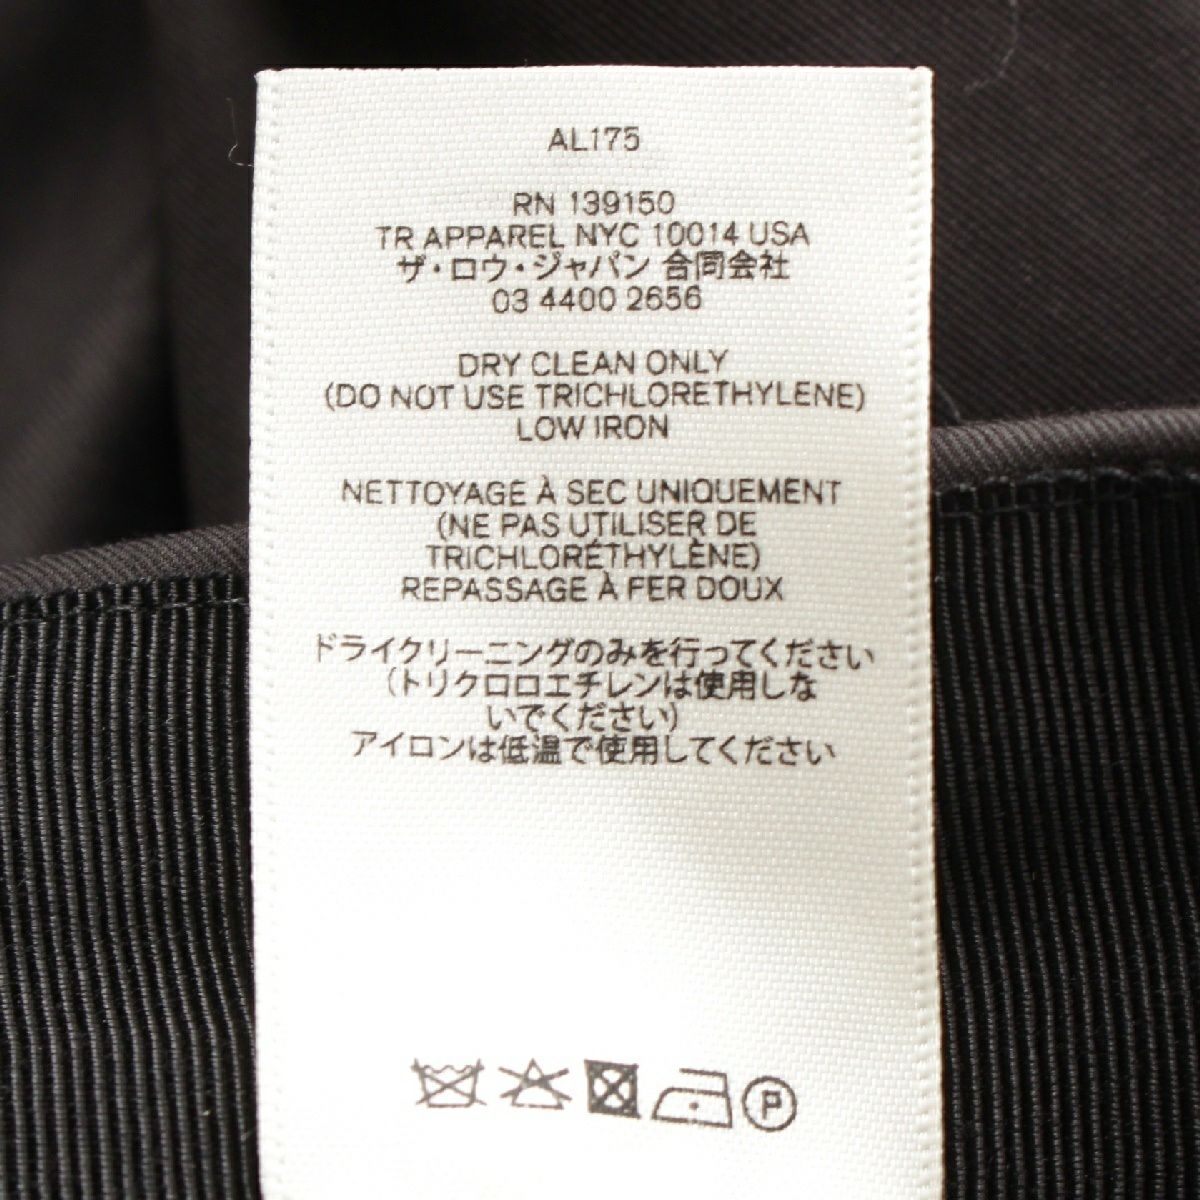 AL175
RN 139150
TR APPAREL NYC 10014 USA
ザ・ロウ・ジャパン 合同会社
03 4400 2656
DRY CLEAN ONLY
(DO NOT USE TRICHLORETHYLENE)
LOW IRON
NETTOYAGE À SEC UNIQUEMENT
(NE PAS UTILISER DE
TRICHLORÉTHYLÈNE)
REPASSAGE À FER DOUX
ドライクリーニングのみを行ってください
(トリクロロエチレンは使用しな
いでください)
アイロンは低温で使用してください
P